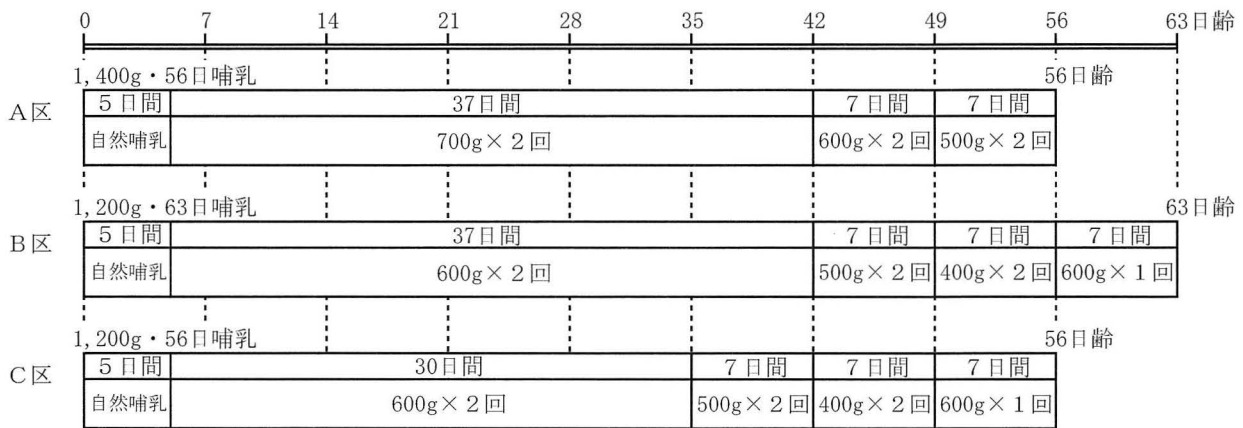 0 7 14 21 28 35 42 49 56 63日齢
1,400g・56日哺乳 56日齢
A区
5日間 37日間 7日間 7日間
自然哺乳 700g×2回 600g×2回 500g×2回
1,200g・63日哺乳 63日齢
B区
5日間 37日間 7日間 7日間 7日間
自然哺乳 600g×2回 500g×2回 400g×2回 600g×1回
1,200g・56日哺乳 56日齢
C区
5日間 30日間 7日間 7日間 7日間
自然哺乳 600g×2回 500g×2回 400g×2回 600g×1回